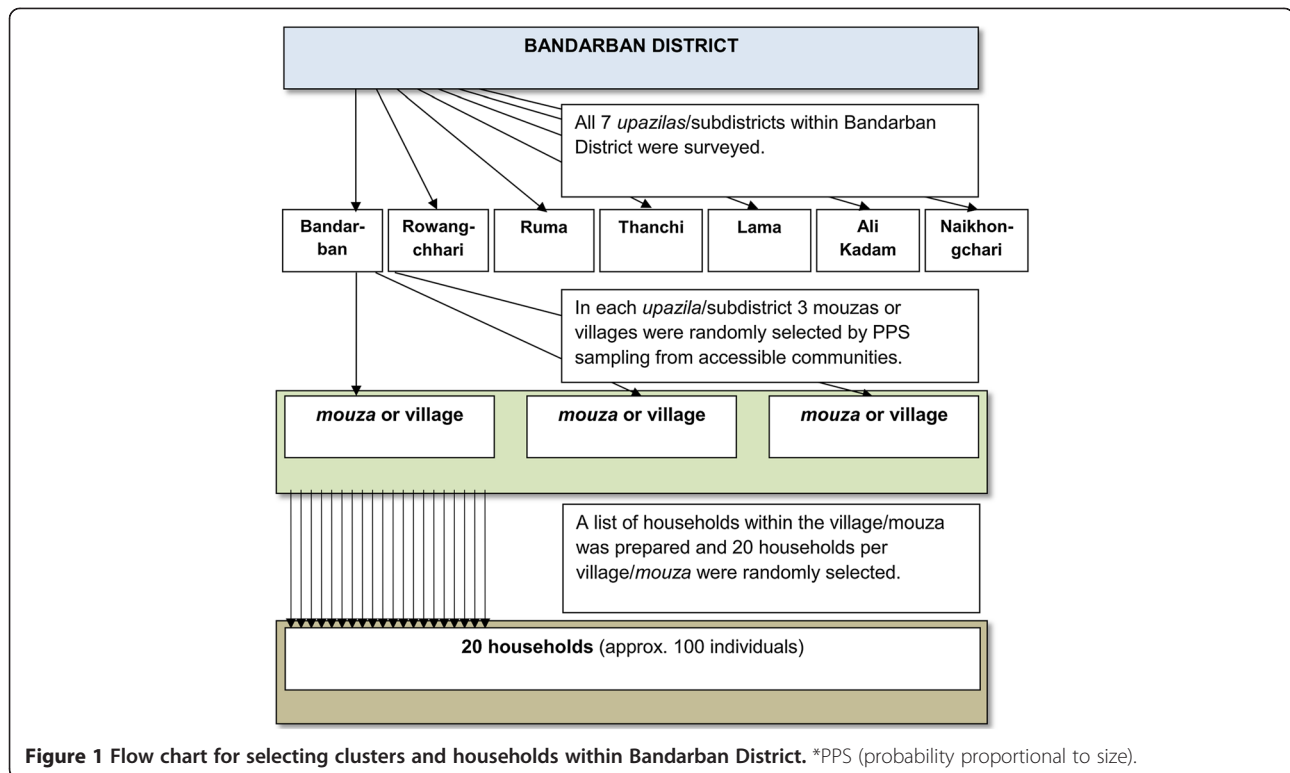 BANDARBAN DISTRICT
All 7 upazilas/subdistricts within Bandarban
District were surveyed.
Bandar-
ban
Rowang-
chhari
Ruma
Thanchi
Lama
Ali
Kadam
Naikhon-
gchari
In each upazila/subdistrict 3 mouzas or
villages were randomly selected by PPS
sampling from accessible communities.
mouza or village
mouza or village
mouza or village
A list of households within the village/mouza
was prepared and 20 households per
village/mouza were randomly selected.
20 households (approx. 100 individuals)
Figure 1 Flow chart for selecting clusters and households within Bandarban District. *PPS (probability proportional to size).